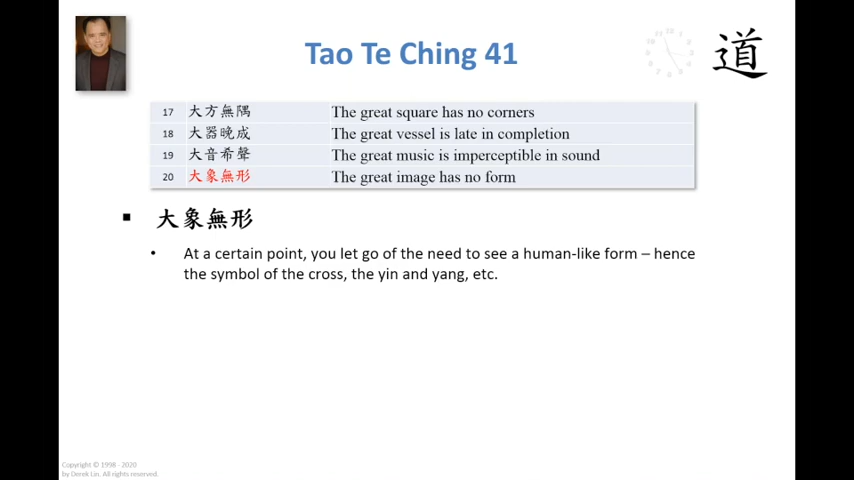 Tao Te Ching 41
道
17 大方無隅 The great square has no corners
18 大器晚成 The great vessel is late in completion
19 大音希聲 The great music is imperceptible in sound
20 大象無形 The great image has no form
▪ 大象無形
• At a certain point, you let go of the need to see a human-like form – hence
the symbol of the cross, the yin and yang, etc.
Copyright © 1998 - 2020
by Derek Lin. All rights reserved.